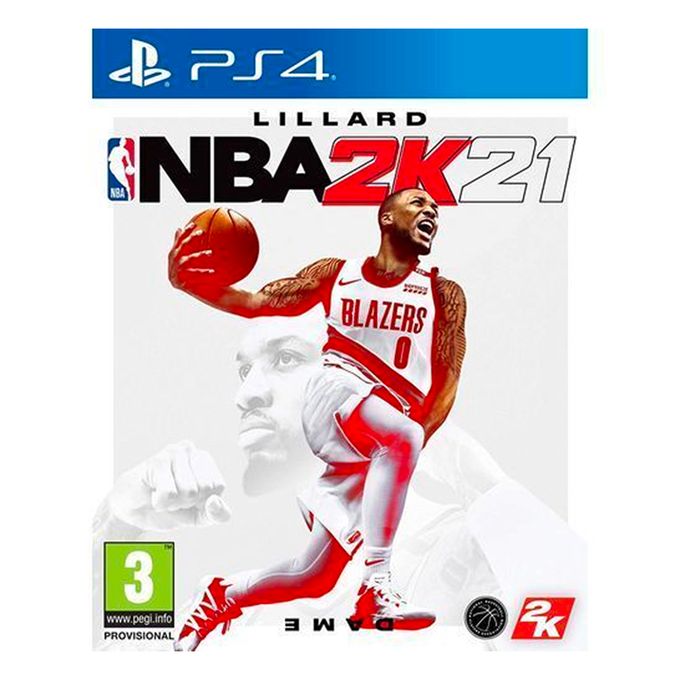 PS4
LILLARD
NBA2K21
NBA
BLAZERS
0
3
www.pegi.info
PROVISIONAL
DAME
2K